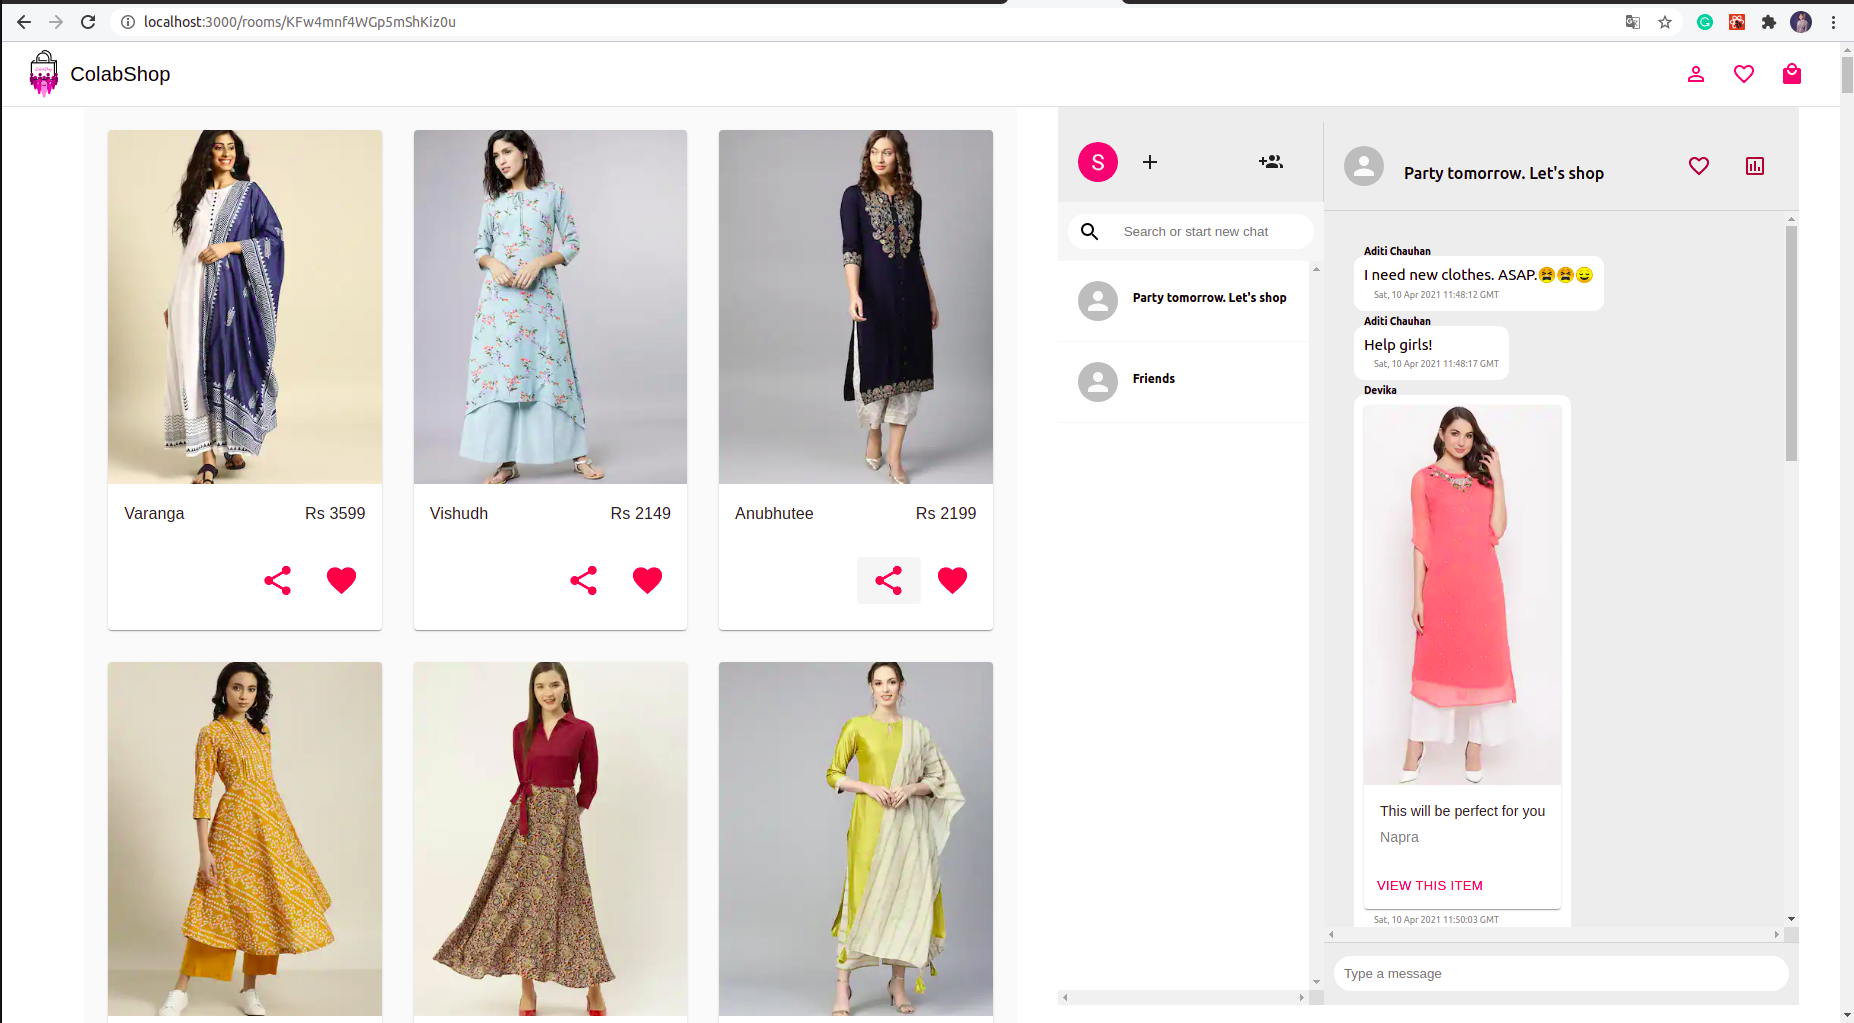 localhost:3000/rooms/KFw4mnf4WGp5mShKiz0u
ColabShop
Varanga Rs 3599
Vishudh Rs 2149
Anubhutee Rs 2199
S
Search or start new chat
Party tomorrow. Let's shop
Friends
Party tomorrow. Let's shop
Aditi Chauhan
I need new clothes. ASAP.😫😫😌
Sat, 10 Apr 2021 11:48:12 GMT
Aditi Chauhan
Help girls!
Sat, 10 Apr 2021 11:48:17 GMT
Devika
This will be perfect for you
Napra
VIEW THIS ITEM
Sat, 10 Apr 2021 11:50:03 GMT
Type a message